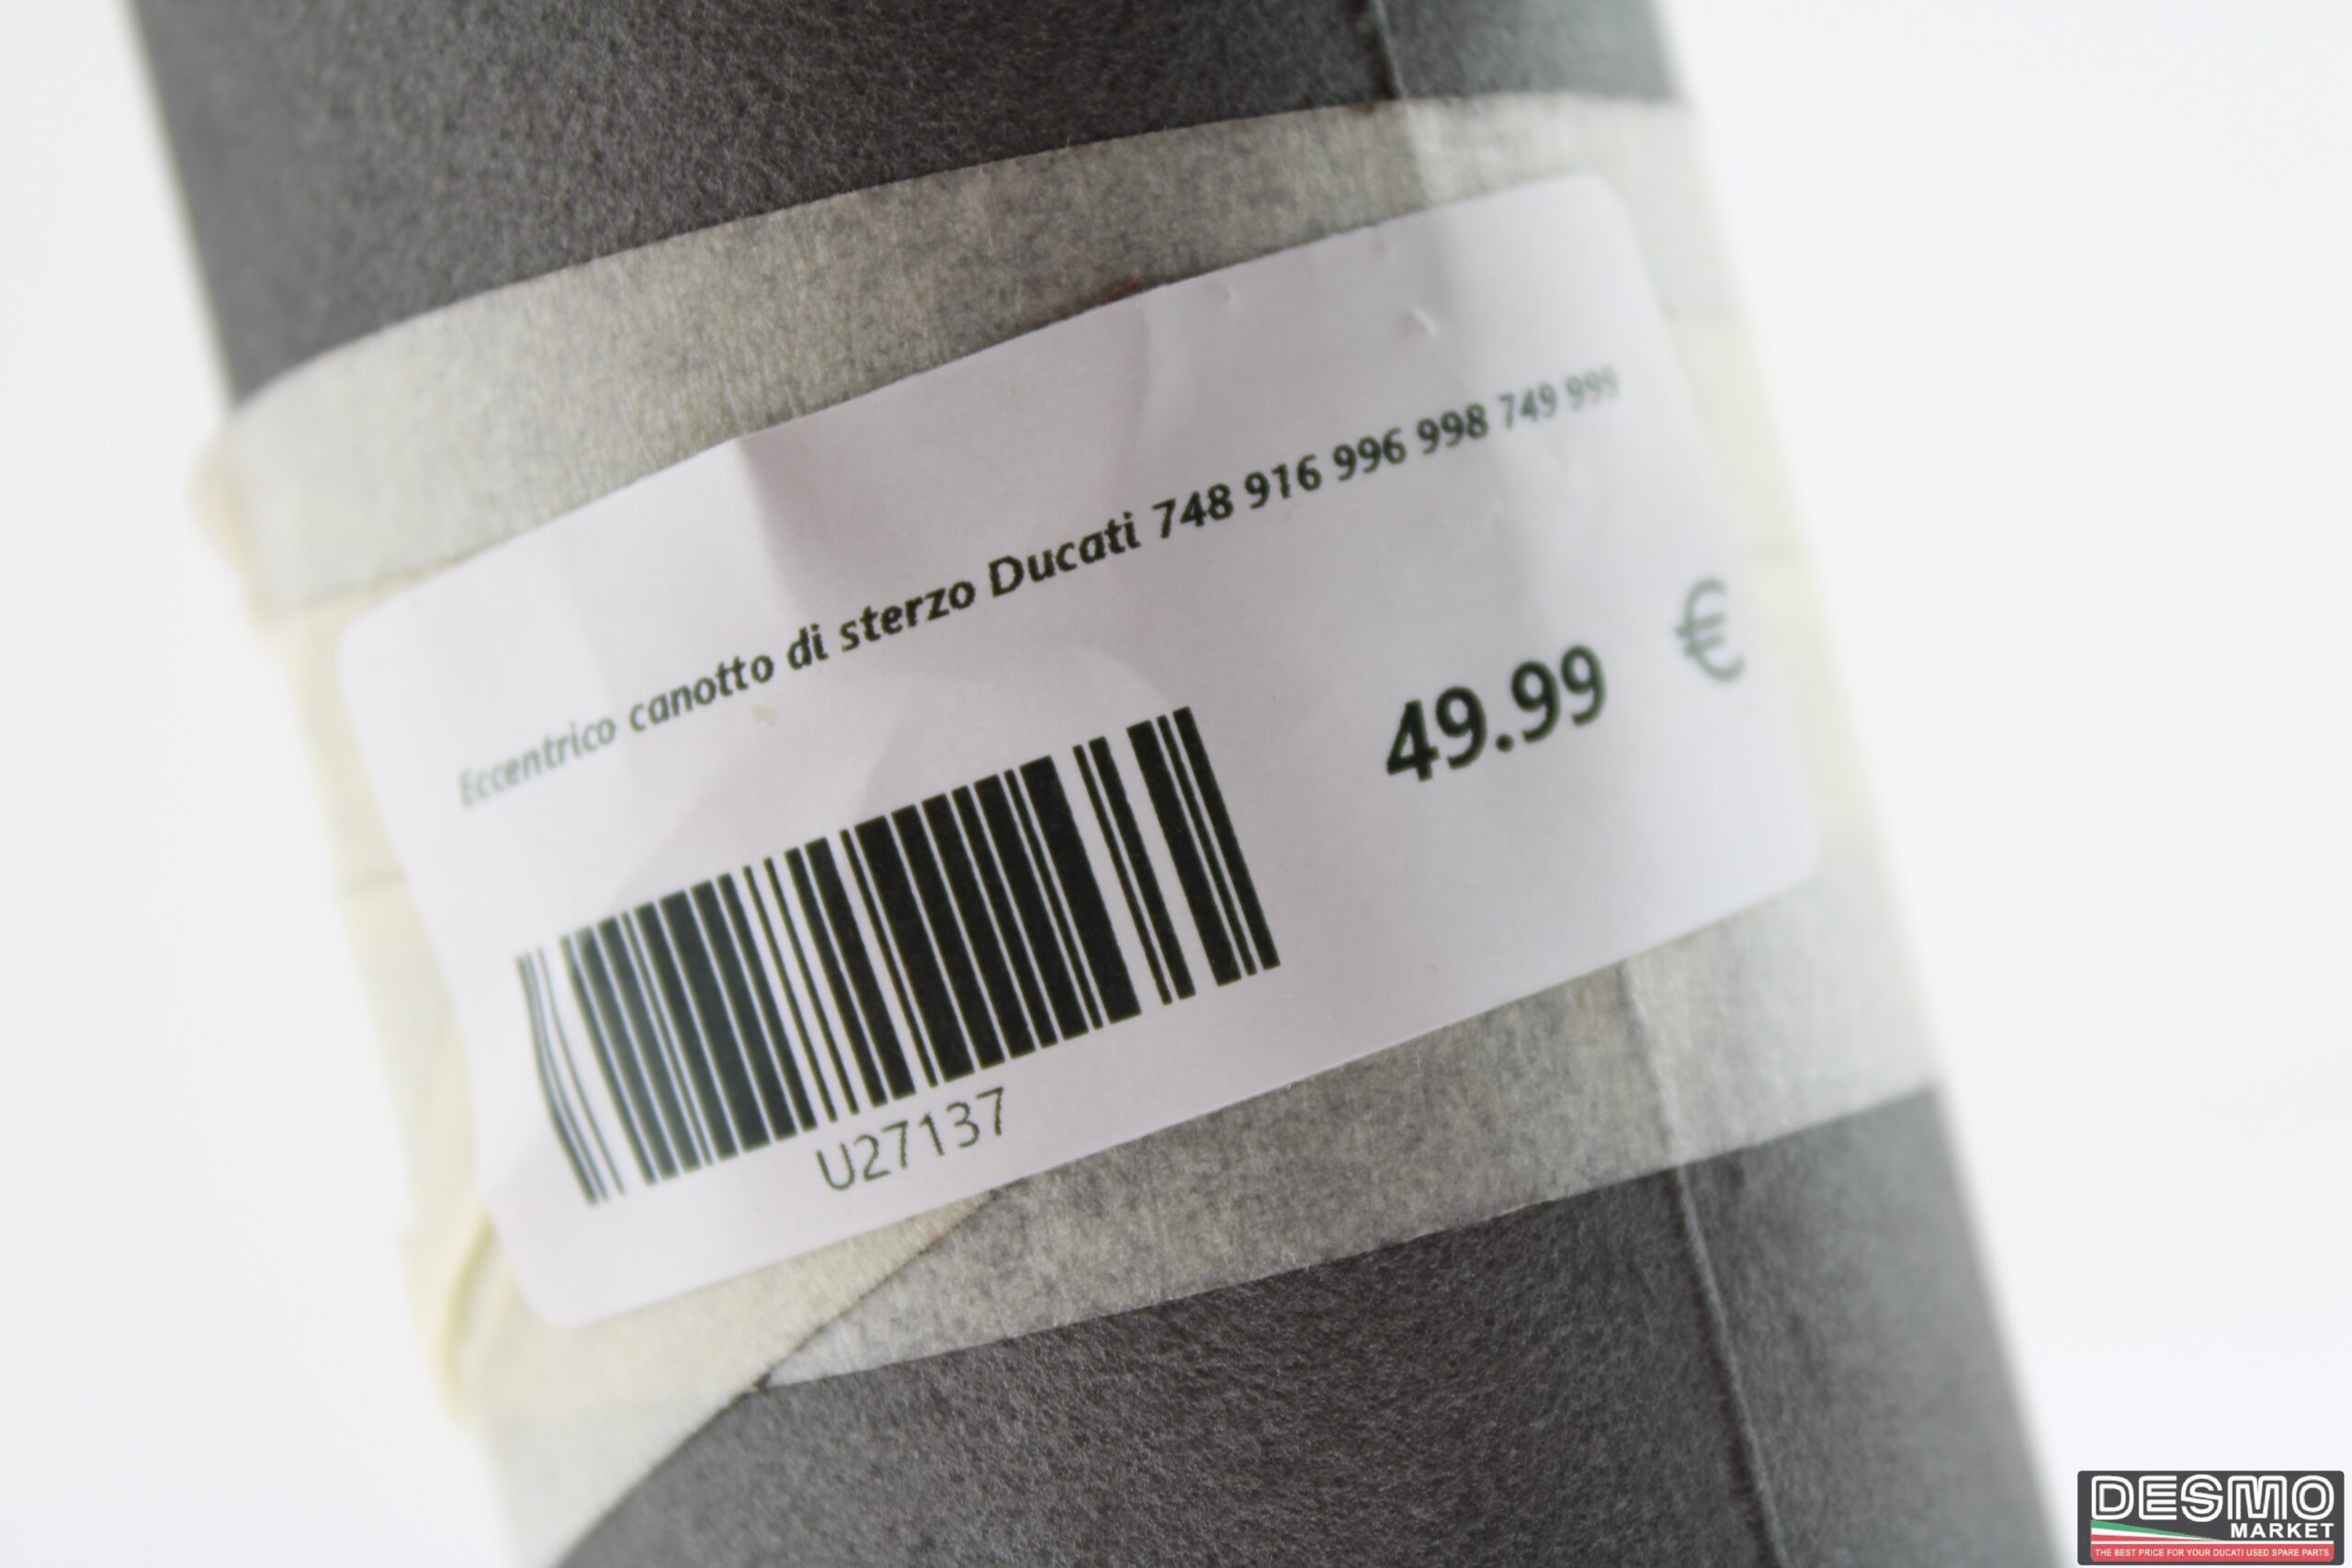 Eccentrico canotto di sterzo Ducati 748 916 996 998 749 999
49.99 €
U27137
DESMO
MARKET
THE BEST PRICE FOR YOUR DUCATI USED SPARE PARTS